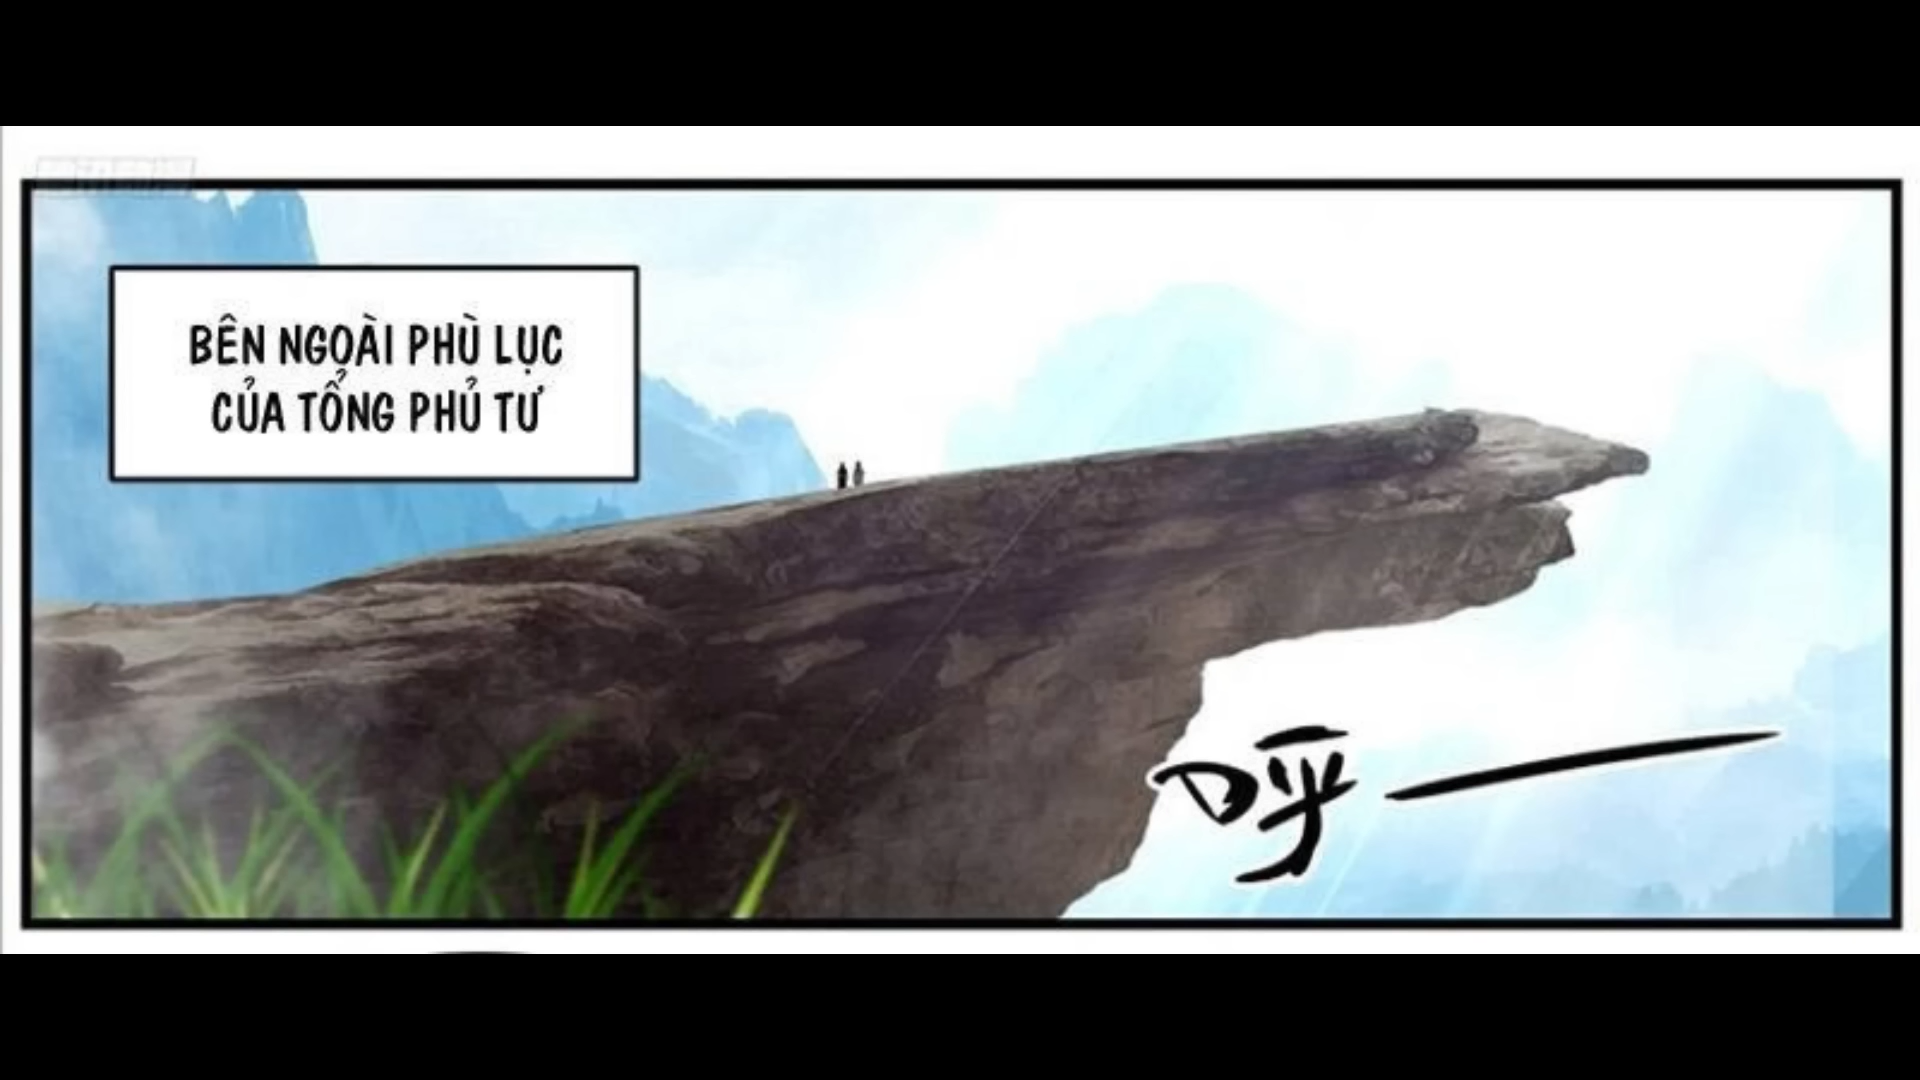 BÊN NGOÀI PHÙ LỤC
CỦA TỔNG PHỦ TƯ
呼—